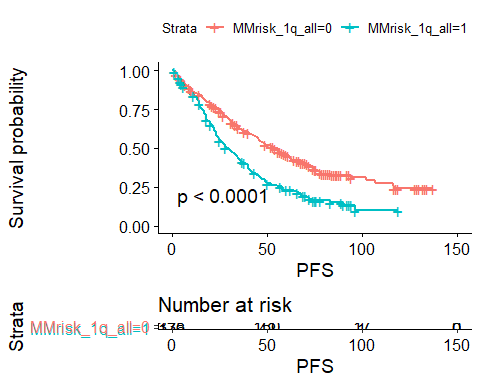 Strata MMrisk_1q_all=0 MMrisk_1q_all=1
Survival probability
1.00
0.75
0.50
0.25
0.00
p < 0.0001
0 50 100 150
PFS
Number at risk
Strata
0 50 100 150
PFS